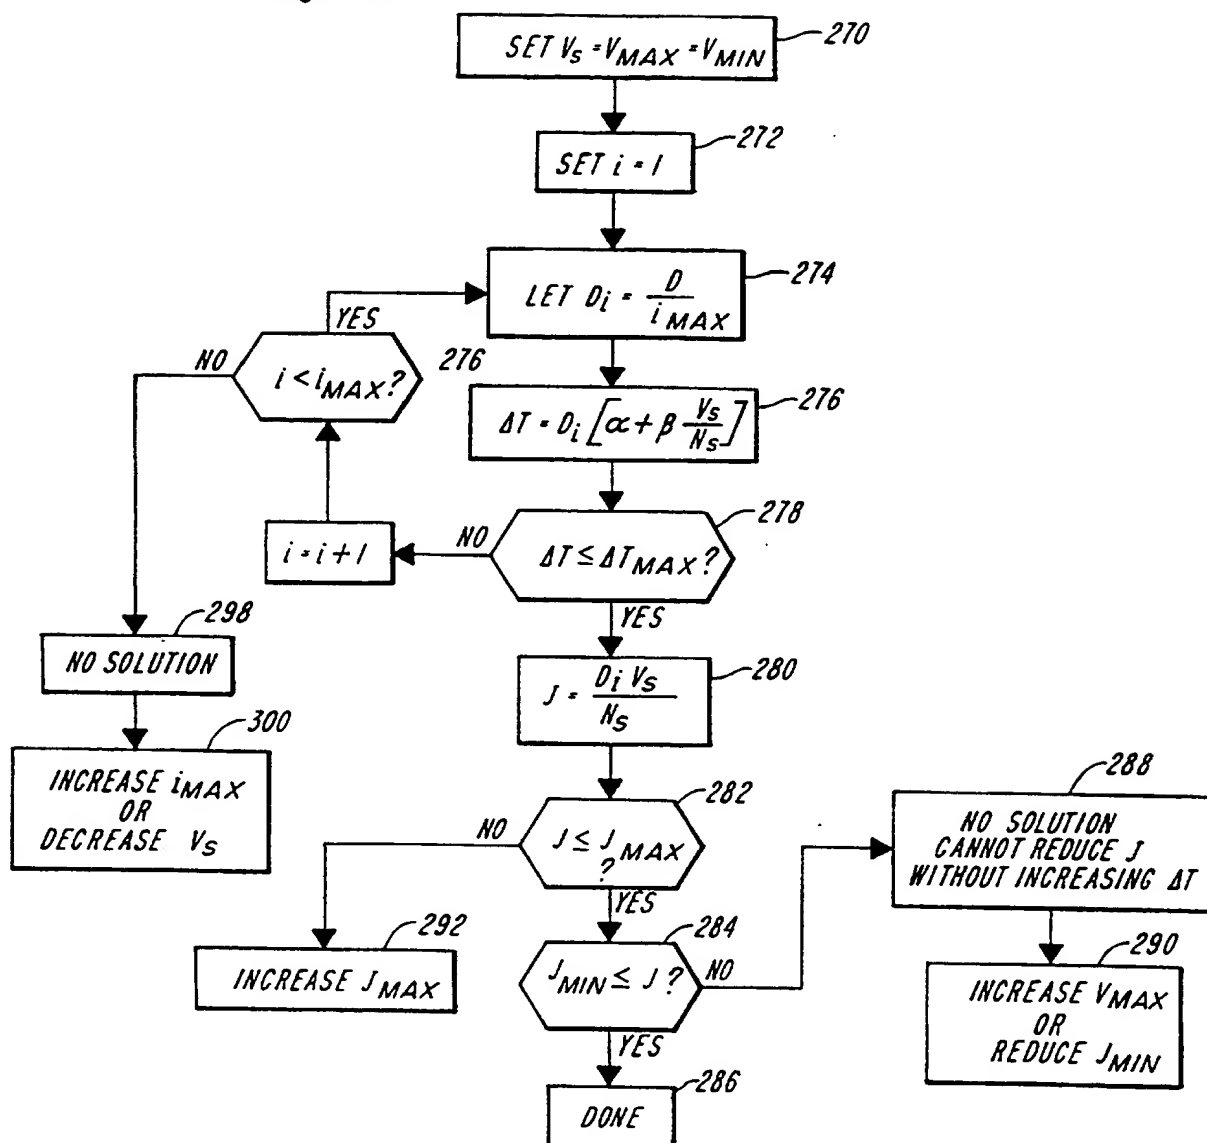 SET VS = VMAX = VMIN
270
SET i = 1
272
LET Di = D / iMAX
274
YES
NO
i < iMAX?
276
ΔT = Di [α + β VS / NS]
276
i = i + 1
NO
ΔT ≤ ΔTMAX?
278
YES
298
NO SOLUTION
J = Di VS / NS
280
300
INCREASE iMAX
OR
DECREASE VS
NO
J ≤ JMAX
?
282
YES
288
NO SOLUTION
CANNOT REDUCE J
WITHOUT INCREASING ΔT
292
INCREASE JMAX
JMIN ≤ J?
284
NO
YES
290
INCREASE VMAX
OR
REDUCE JMIN
286
DONE